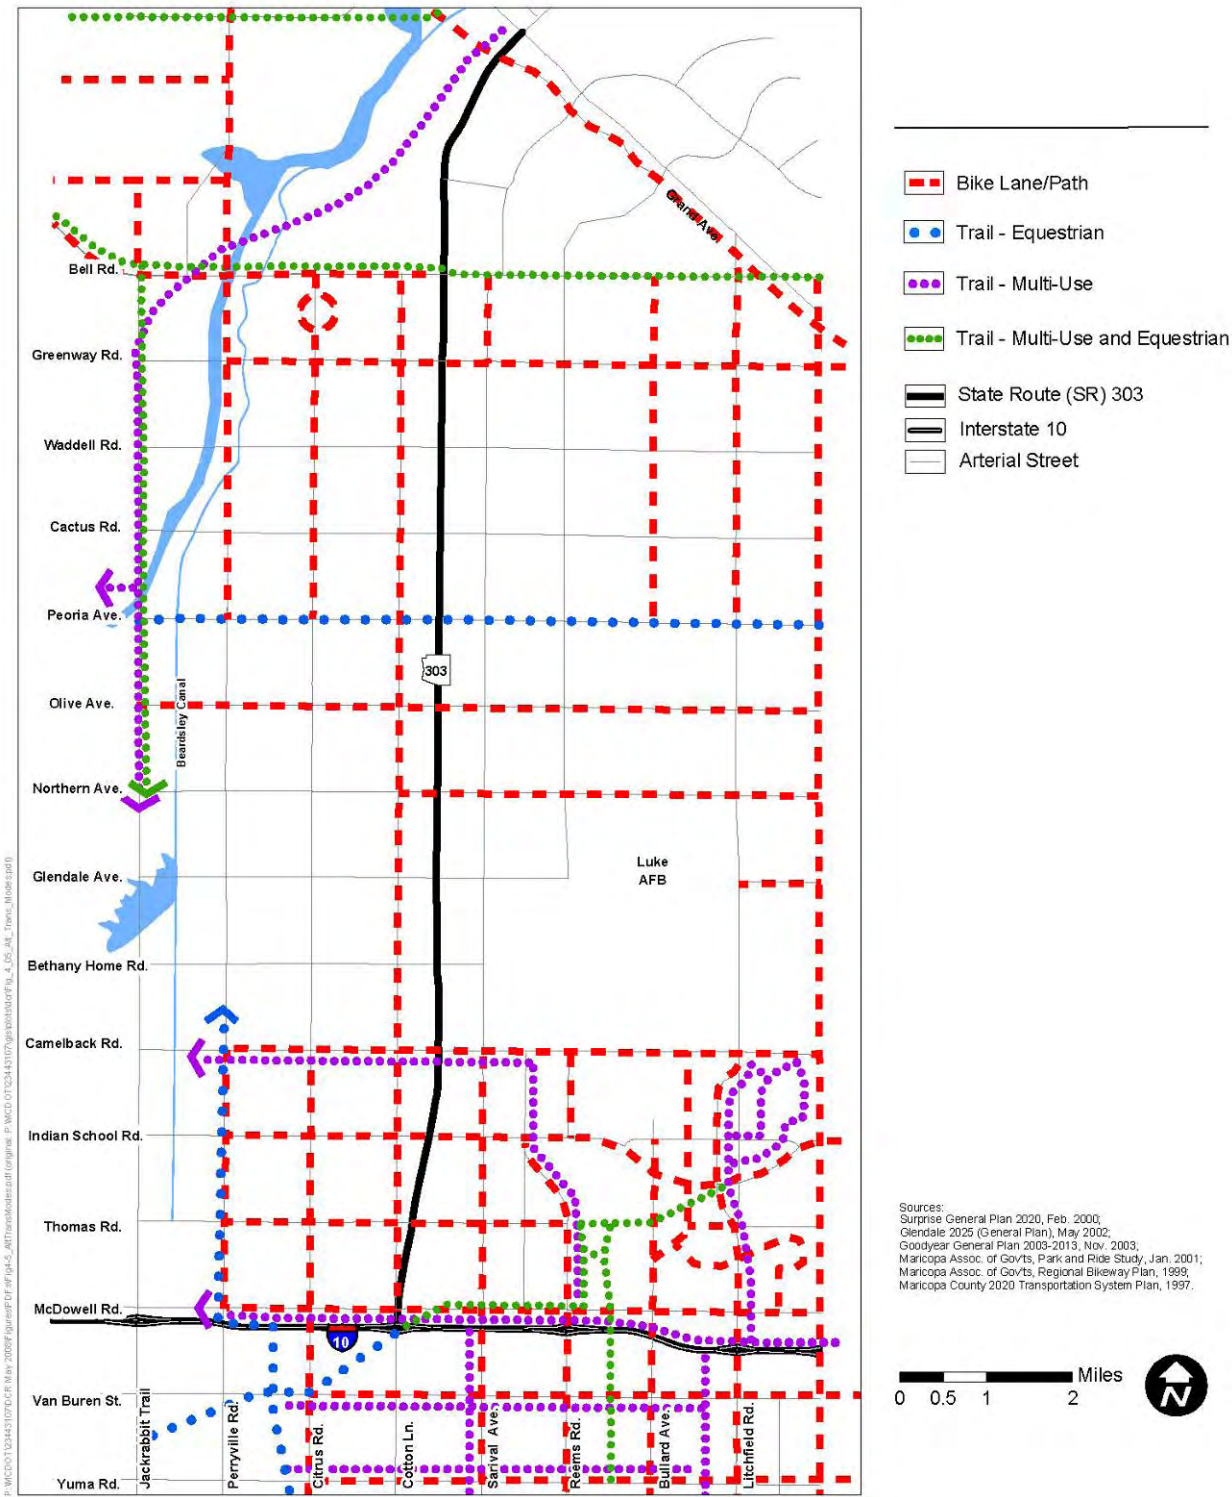 Grand Ave.
Bell Rd.
Greenway Rd.
Waddell Rd.
Cactus Rd.
Peoria Ave.
303
Olive Ave.
Beardsley Canal
Northern Ave.
Luke
AFB
Glendale Ave.
Bethany Home Rd.
Camelback Rd.
Indian School Rd.
Thomas Rd.
McDowell Rd.
10
Van Buren St.
Yuma Rd.
Jackrabbit Trail
Perryville Rd.
Citrus Rd.
Cotton Ln.
Sarival Ave.
Reems Rd.
Bullard Ave.
Litchfield Rd.
Bike Lane/Path
Trail - Equestrian
Trail - Multi-Use
Trail - Multi-Use and Equestrian
State Route (SR) 303
Interstate 10
Arterial Street
Sources:
Surprise General Plan 2020, Feb. 2000;
Glendale 2025 (General Plan), May 2002;
Goodyear General Plan 2003-2013, Nov. 2003;
Maricopa Assoc. of Gov'ts, Park and Ride Study, Jan. 2001;
Maricopa Assoc. of Gov'ts, Regional Bikeway Plan, 1999;
Maricopa County 2020 Transportation System Plan, 1997.
Miles
0 0.5 1 2
N